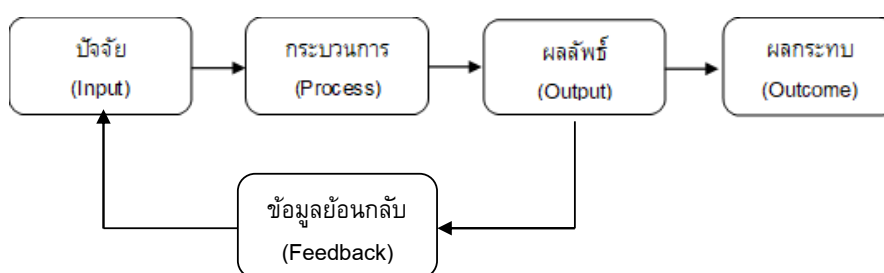 ปัจจัย
(Input)
กระบวนการ
(Process)
ผลลัพธ์
(Output)
ผลกระทบ
(Outcome)
ข้อมูลย้อนกลับ
(Feedback)